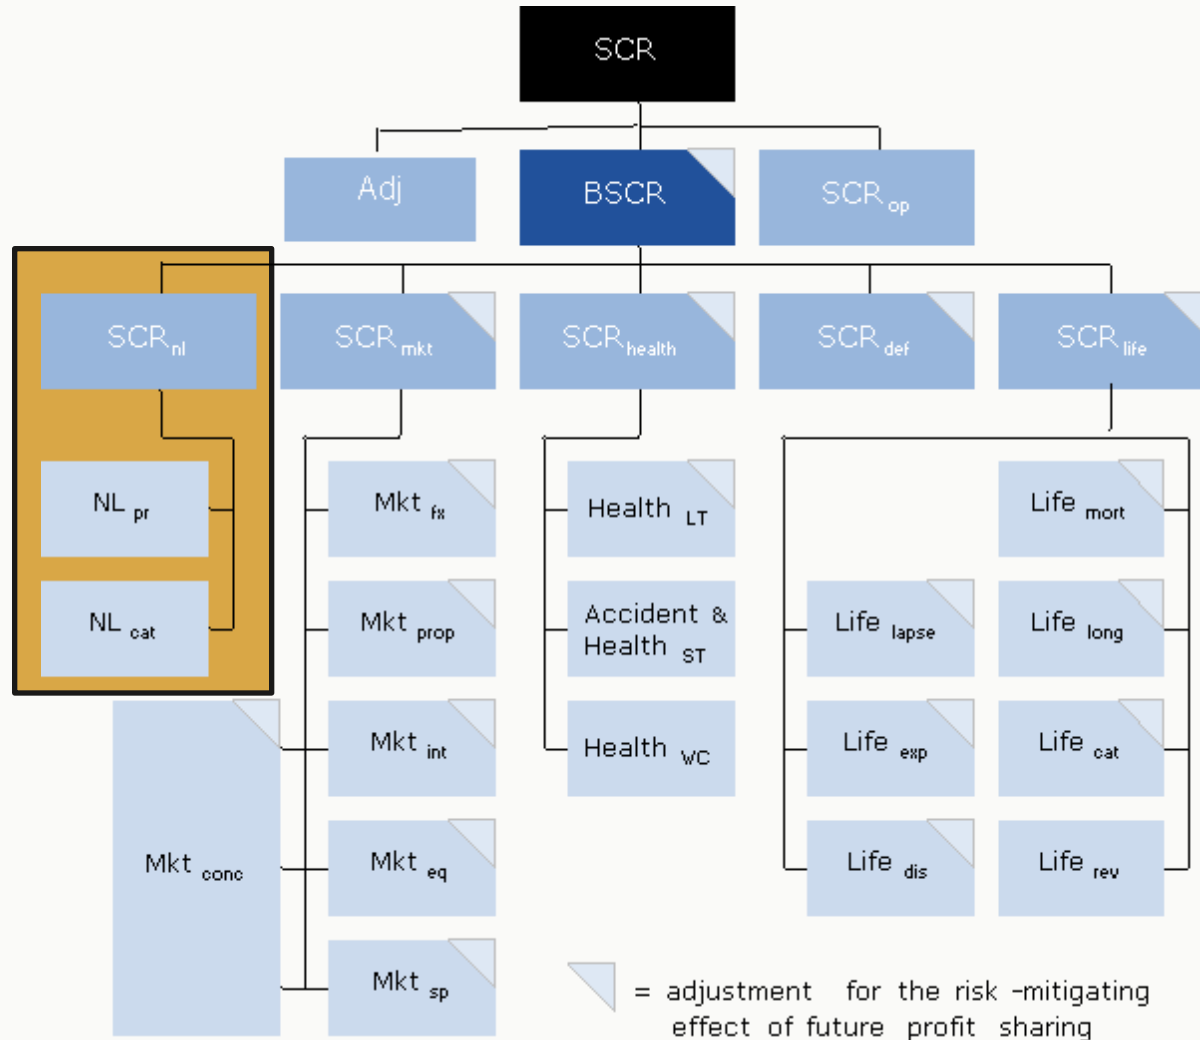 SCR
Adj
BSCR
SCR op
SCR nl
SCR mkt
SCR health
SCR def
SCR life
NL pr
Mkt fx
Health LT
Life mort
NL cat
Mkt prop
Accident &
Health ST
Life lapse
Life long
Mkt int
Health WC
Life exp
Life cat
Mkt conc
Mkt eq
Life dis
Life rev
Mkt sp
= adjustment for the risk -mitigating
effect of future profit sharing